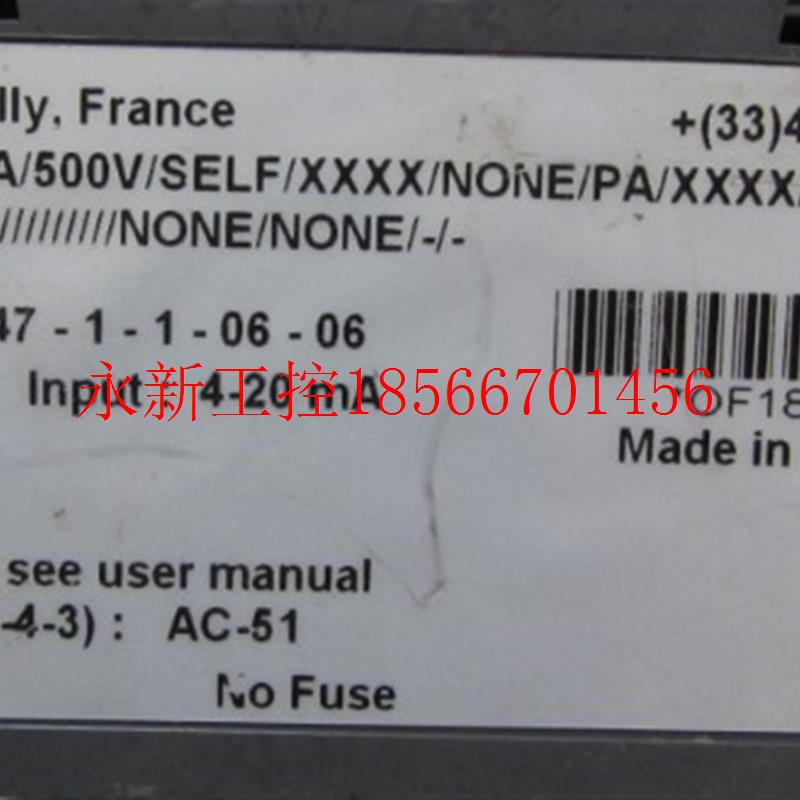 lly, France +(33)4
A/500V/SELF/XXXX/NONE/PA/XXXX/
//////////NONE/NONE/-/-
47 - 1 - 1 - 06 - 06
Input : 4-20 mA
永新工控18566701456
OF18
Made in
see user manual
-4-3) : AC-51
No Fuse